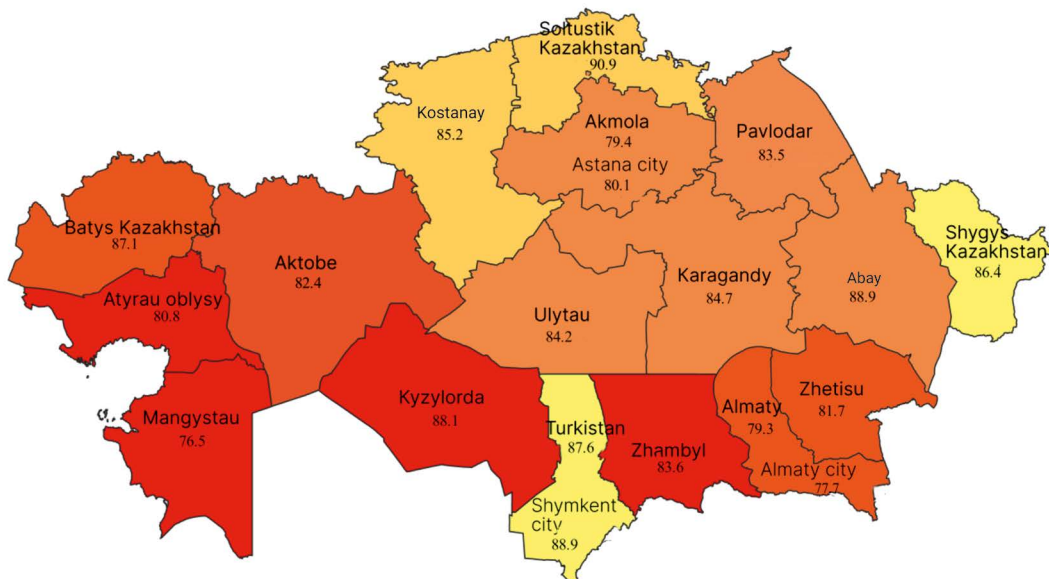 Soltustik
Kazakhstan
90.9
Kostanay
85.2
Akmola
79.4
Astana city
80.1
Pavlodar
83.5
Batys Kazakhstan
87.1
Aktobe
82.4
Atyrau oblysy
80.8
Mangystau
76.5
Ulytau
84.2
Karagandy
84.7
Abay
88.9
Shygys
Kazakhstan
86.4
Kyzylorda
88.1
Turkistan
87.6
Shymkent
city
88.9
Zhambyl
83.6
Almaty
79.3
Zhetisu
81.7
Almaty city
77.7